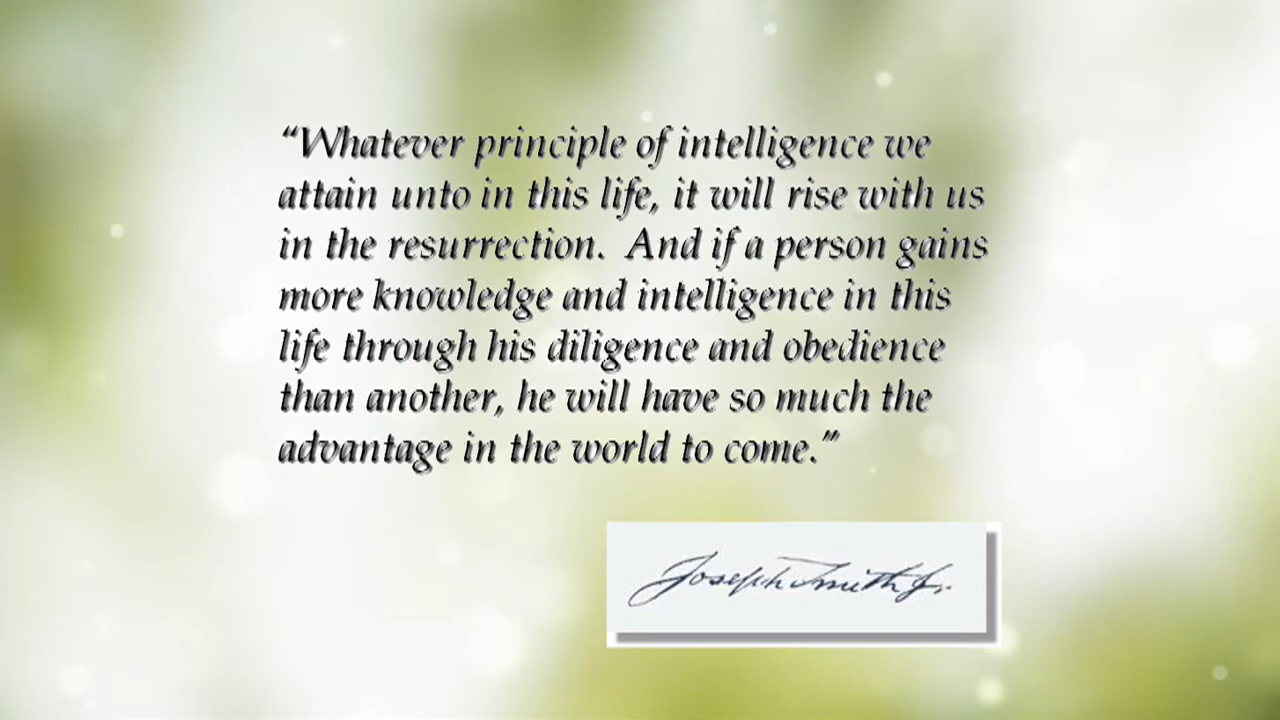 “Whatever principle of intelligence we
attain unto in this life, it will rise with us
in the resurrection. And if a person gains
more knowledge and intelligence in this
life through his diligence and obedience
than another, he will have so much the
advantage in the world to come.”
Joseph Smith Jr.